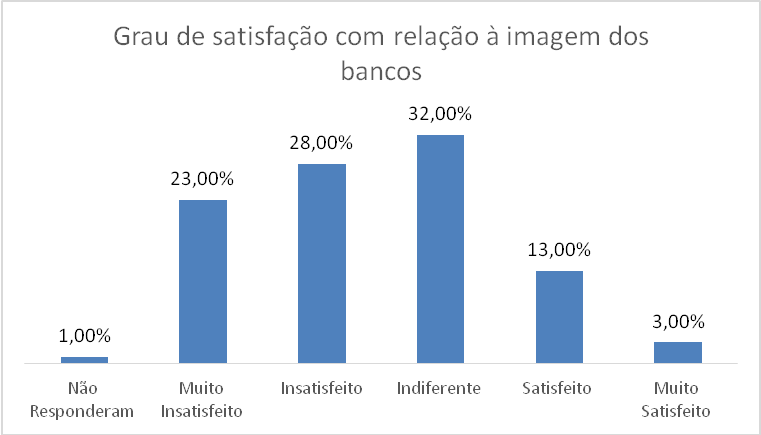 Grau de satisfação com relação à imagem dos
bancos
32,00%
28,00%
23,00%
13,00%
3,00%
1,00%
Não
Responderam
Muito
Insatisfeito
Insatisfeito
Indiferente
Satisfeito
Muito
Satisfeito